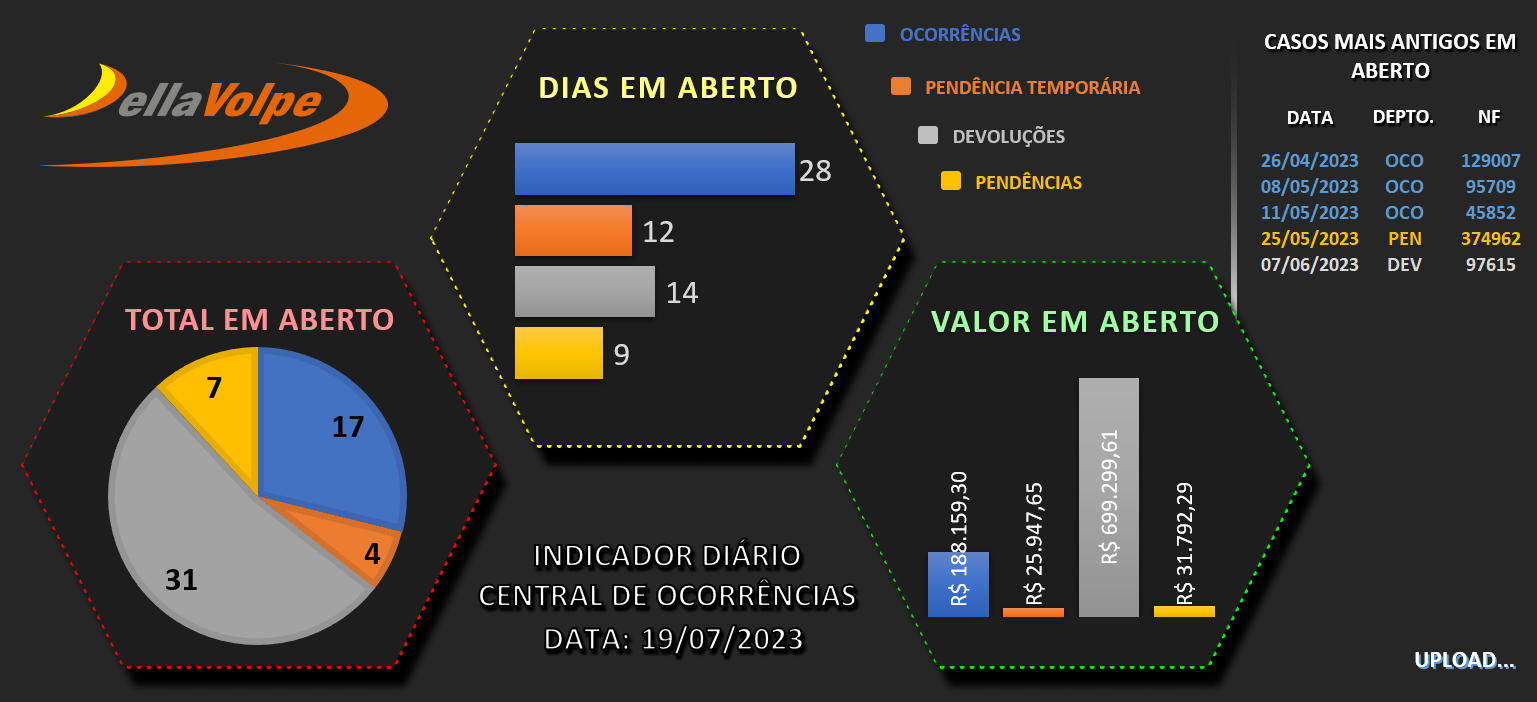 ellaVolpe
DIAS EM ABERTO
28
12
14
9
OCORRÊNCIAS
PENDÊNCIA TEMPORÁRIA
DEVOLUÇÕES
PENDÊNCIAS
CASOS MAIS ANTIGOS EM
ABERTO
DATA DEPTO. NF
26/04/2023 OCO 129007
08/05/2023 OCO 95709
11/05/2023 OCO 45852
25/05/2023 PEN 374962
07/06/2023 DEV 97615
TOTAL EM ABERTO
7
17
4
31
INDICADOR DIÁRIO
CENTRAL DE OCORRÊNCIAS
DATA: 19/07/2023
VALOR EM ABERTO
R$ 188.159,30
R$ 25.947,65
R$ 699.299,61
R$ 31.792,29
UPLOAD...